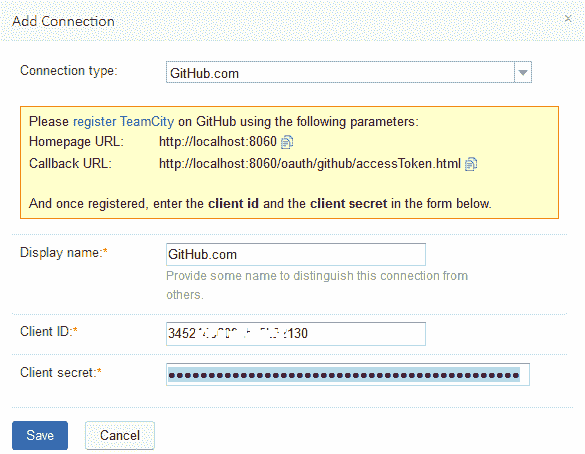 Add Connection
Connection type: GitHub.com
Please register TeamCity on GitHub using the following parameters:
Homepage URL: http://localhost:8060
Callback URL: http://localhost:8060/oauth/github/accessToken.html
And once registered, enter the client id and the client secret in the form below.
Display name:* GitHub.com
Provide some name to distinguish this connection from
others.
Client ID:*
Client secret:* ••••••••••••••••••••••••••••••••••••••••
Save Cancel